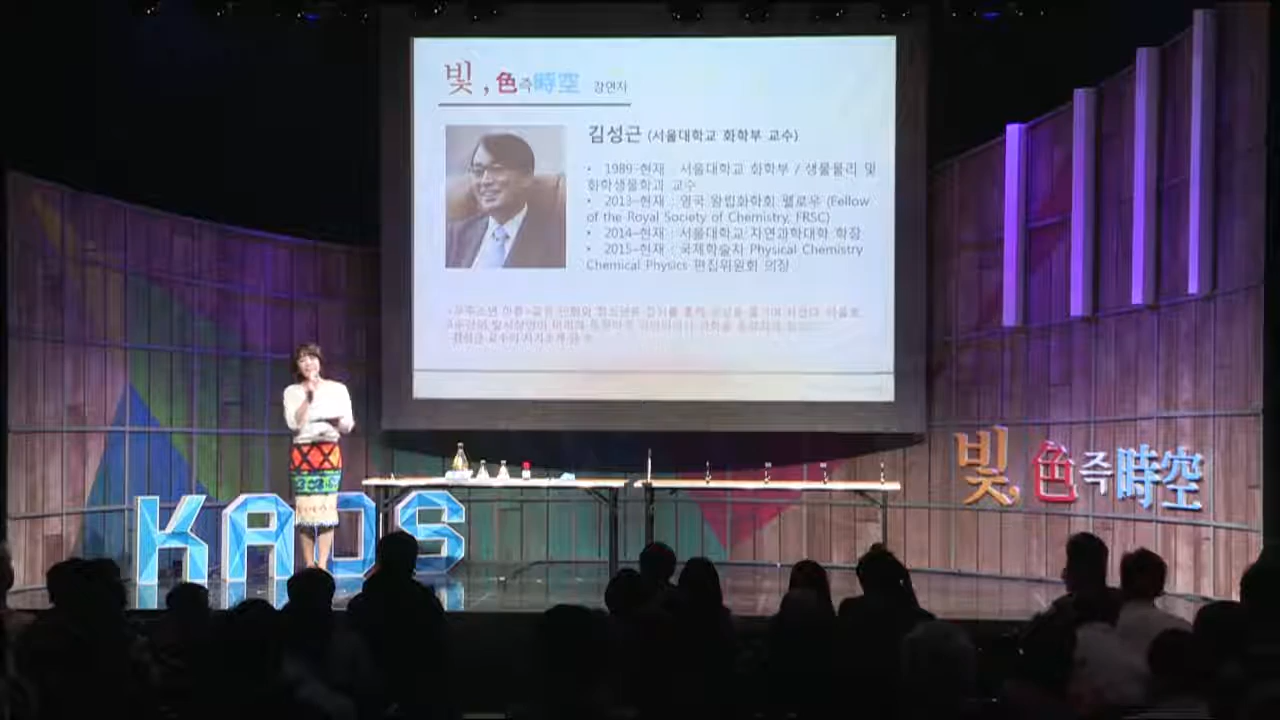 빛, 色즉時空 강연자
김성근 (서울대학교 화학부 교수)
• 1989-현재 : 서울대학교 화학부 / 생물물리 및
화학생물학과 교수
• 2013-현재 : 영국 왕립화학회 펠로우 (Fellow
of the Royal Society of Chemistry, FRSC)
• 2014-현재 : 서울대학교 자연과학대학 학장
• 2015-현재 : 국제학술지 Physical Chemistry
Chemical Physics 편집위원회 의장
KAOS
빛, 色즉時空